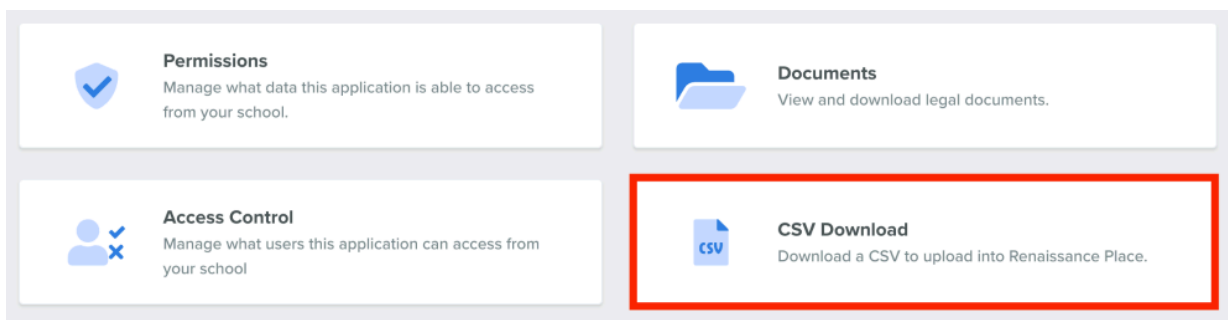 Permissions
Manage what data this application is able to access
from your school.
Documents
View and download legal documents.
Access Control
Manage what users this application can access from
your school
CSV
CSV Download
Download a CSV to upload into Renaissance Place.